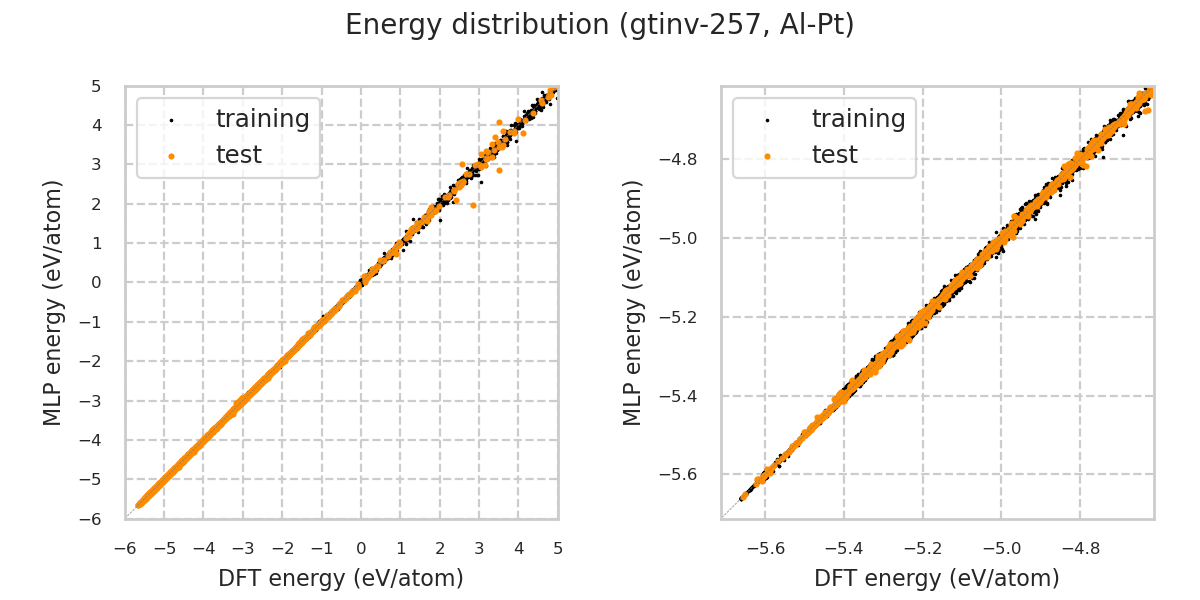 Energy distribution (gtinv-257, Al-Pt)
training
test
5
4
3
2
1
0
−1
−2
−3
−4
−5
−6
−6 −5 −4 −3 −2 −1 0 1 2 3 4 5
MLP energy (eV/atom)
DFT energy (eV/atom)
training
test
−4.8
−5.0
−5.2
−5.4
−5.6
−5.6 −5.4 −5.2 −5.0 −4.8
MLP energy (eV/atom)
DFT energy (eV/atom)